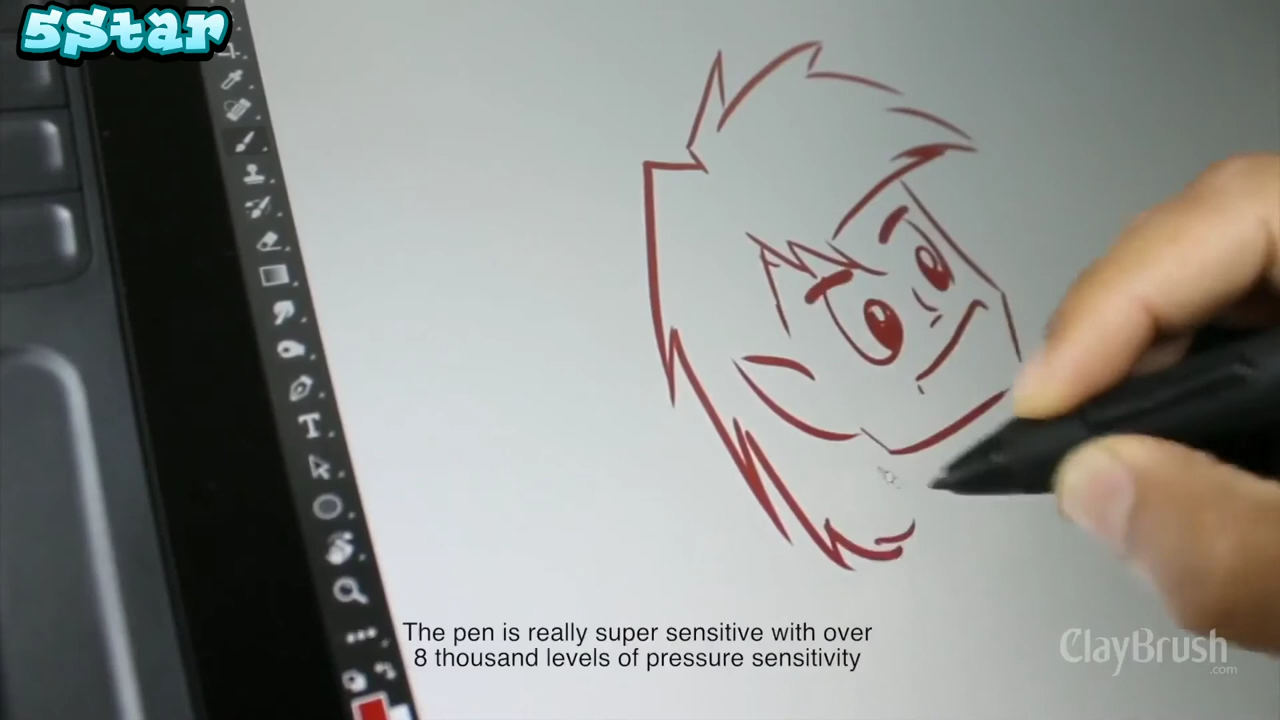 5Star
T
The pen is really super sensitive with over
8 thousand levels of pressure sensitivity
ClayBrush
.com